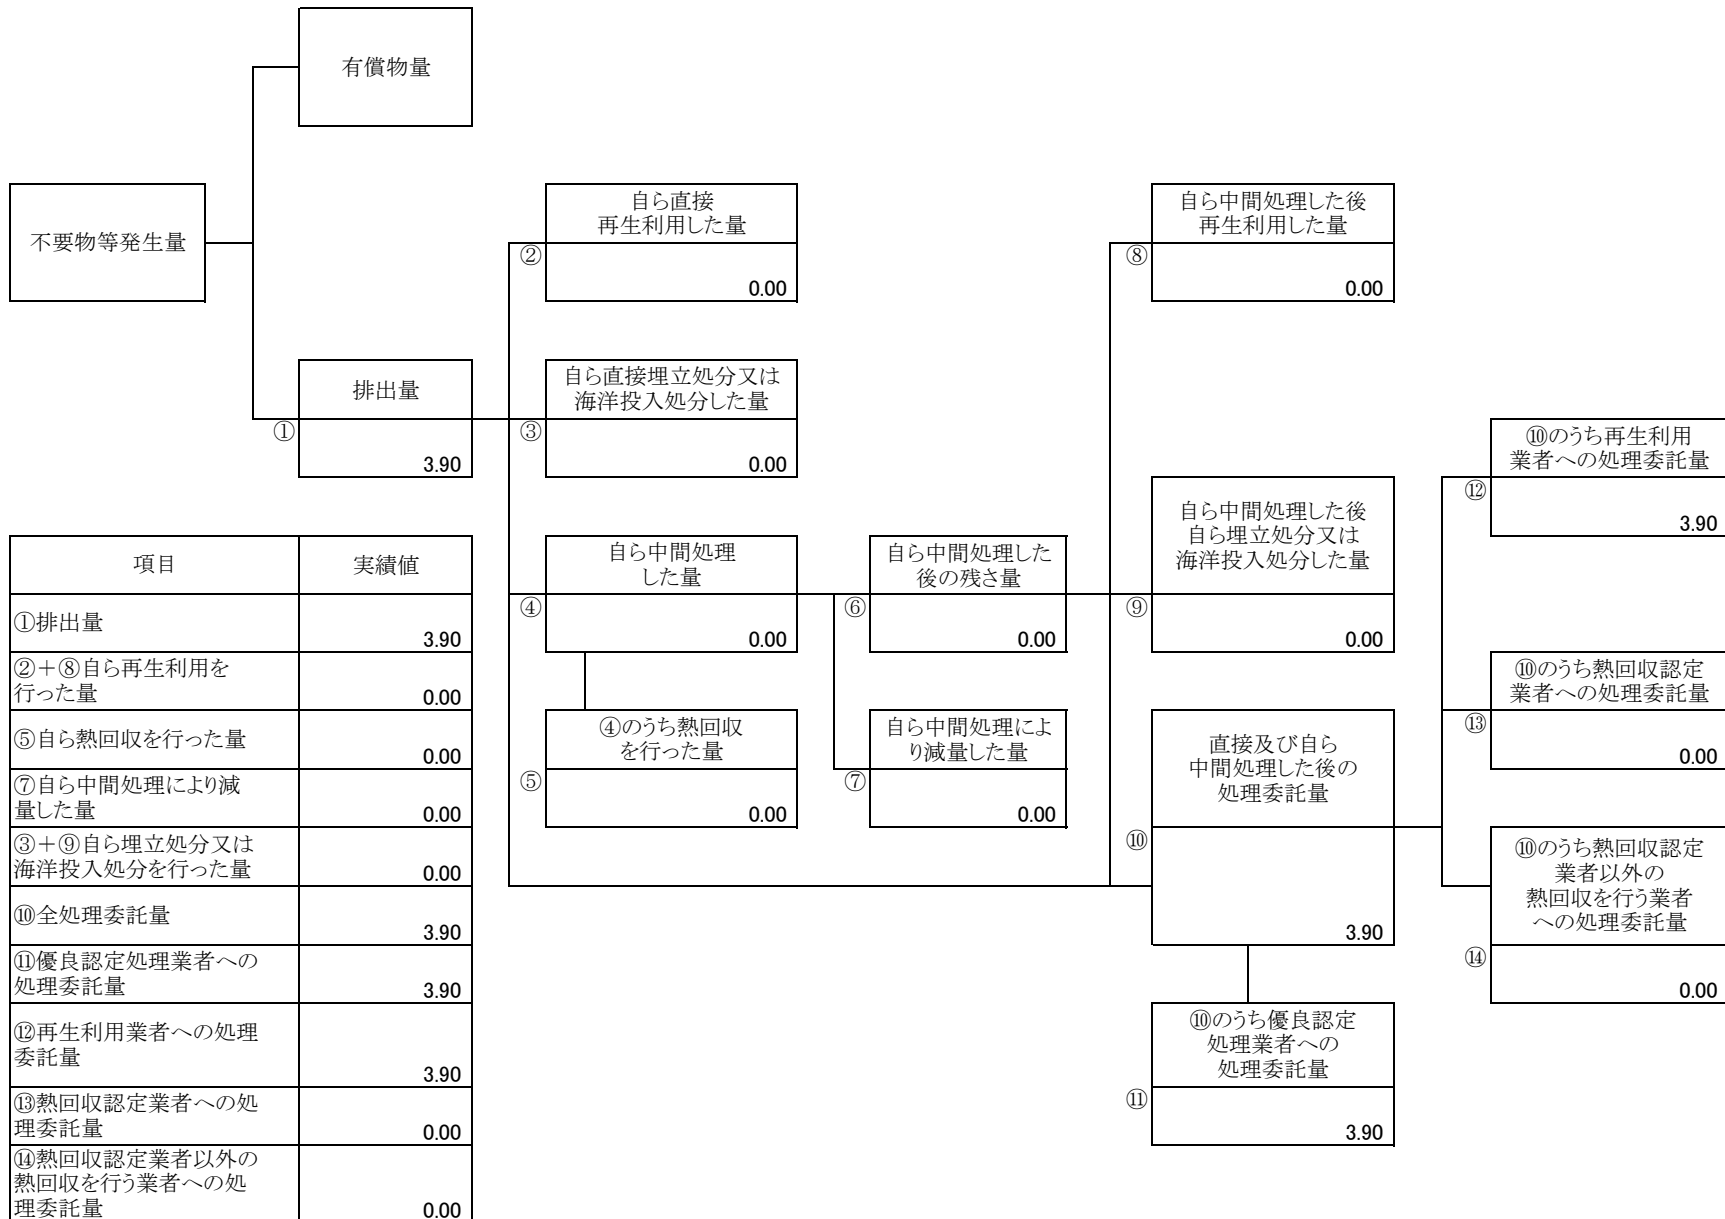 有償物量
不要物等発生量
排出量
①
3.90
自ら直接
再生利用した量
②
0.00
自ら直接埋立処分又は
海洋投入処分した量
③
0.00
自ら中間処理
した量
④
0.00
④のうち熱回収
を行った量
⑤
0.00
自ら中間処理した
後の残さ量
⑥
0.00
自ら中間処理によ
り減量した量
⑦
0.00
自ら中間処理した後
再生利用した量
⑧
0.00
自ら中間処理した後
自ら埋立処分又は
海洋投入処分した量
⑨
0.00
直接及び自ら
中間処理した後の
処理委託量
⑩
3.90
⑩のうち優良認定
処理業者への
処理委託量
⑪
3.90
⑩のうち再生利用
業者への処理委託量
⑫
3.90
⑩のうち熱回収認定
業者への処理委託量
⑬
0.00
⑩のうち熱回収認定
業者以外の
熱回収を行う業者
への処理委託量
⑭
0.00
項目 実績値
①排出量
3.90
②+⑧自ら再生利用を
行った量
0.00
⑤自ら熱回収を行った量
0.00
⑦自ら中間処理により減
量した量
0.00
③+⑨自ら埋立処分又は
海洋投入処分を行った量
0.00
⑩全処理委託量
3.90
⑪優良認定処理業者への
処理委託量
3.90
⑫再生利用業者への処理
委託量
3.90
⑬熱回収認定業者への処
理委託量
0.00
⑭熱回収認定業者以外の
熱回収を行う業者への処
理委託量
0.00